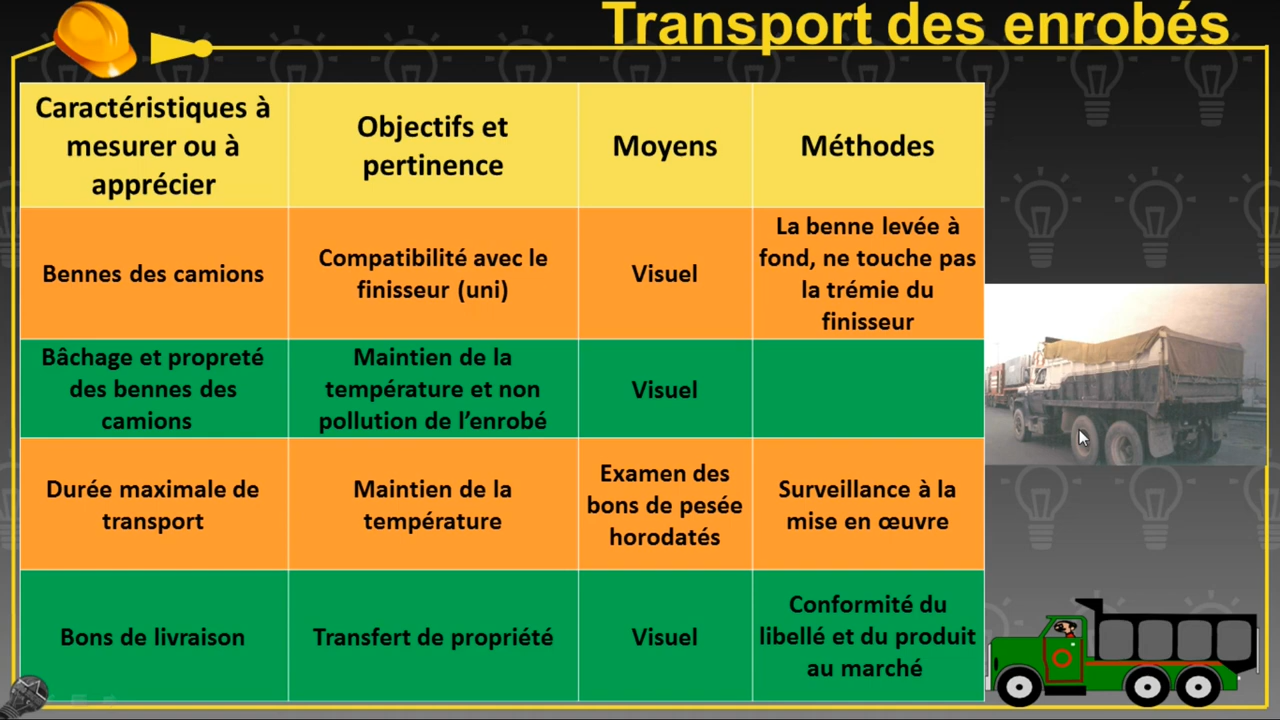 Transport des enrobés
Caractéristiques à
mesurer ou à
apprécier
Objectifs et
pertinence
Moyens
Méthodes
Bennes des camions
Compatibilité avec le
finisseur (uni)
Visuel
La benne levée à
fond, ne touche pas
la trémie du
finisseur
Bâchage et propreté
des bennes des
camions
Maintien de la
température et non
pollution de l’enrobé
Visuel
Durée maximale de
transport
Maintien de la
température
Examen des
bons de pesée
horodatés
Surveillance à la
mise en œuvre
Bons de livraison
Transfert de propriété
Visuel
Conformité du
libellé et du produit
au marché